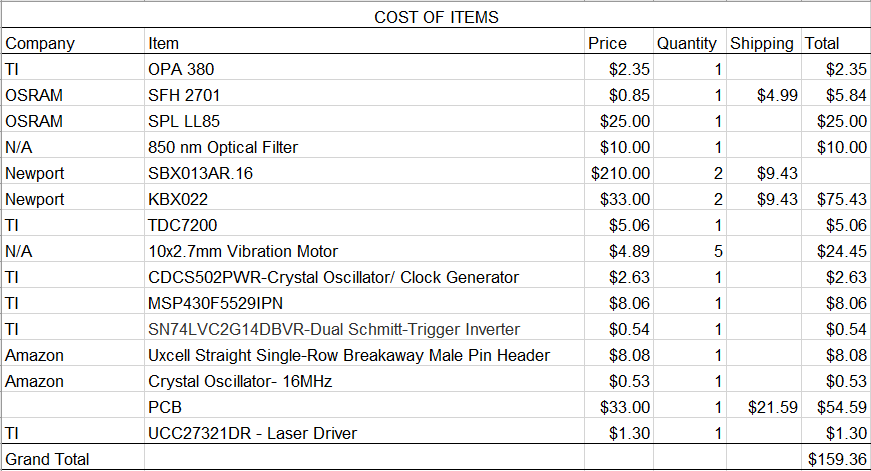 COST OF ITEMS
Company Item Price Quantity Shipping Total
TI OPA 380 $2.35 1 $2.35
OSRAM SFH 2701 $0.85 1 $4.99 $5.84
OSRAM SPL LL85 $25.00 1 $25.00
N/A 850 nm Optical Filter $10.00 1 $10.00
Newport SBX013AR.16 $210.00 2 $9.43
Newport KBX022 $33.00 2 $9.43 $75.43
TI TDC7200 $5.06 1 $5.06
N/A 10x2.7mm Vibration Motor $4.89 5 $24.45
TI CDCS502PWR-Crystal Oscillator/ Clock Generator $2.63 1 $2.63
TI MSP430F5529IPN $8.06 1 $8.06
TI SN74LVC2G14DBVR-Dual Schmitt-Trigger Inverter $0.54 1 $0.54
Amazon Uxcell Straight Single-Row Breakaway Male Pin Header $8.08 1 $8.08
Amazon Crystal Oscillator- 16MHz $0.53 1 $0.53
PCB $33.00 1 $21.59 $54.59
TI UCC27321DR - Laser Driver $1.30 1 $1.30
Grand Total $159.36